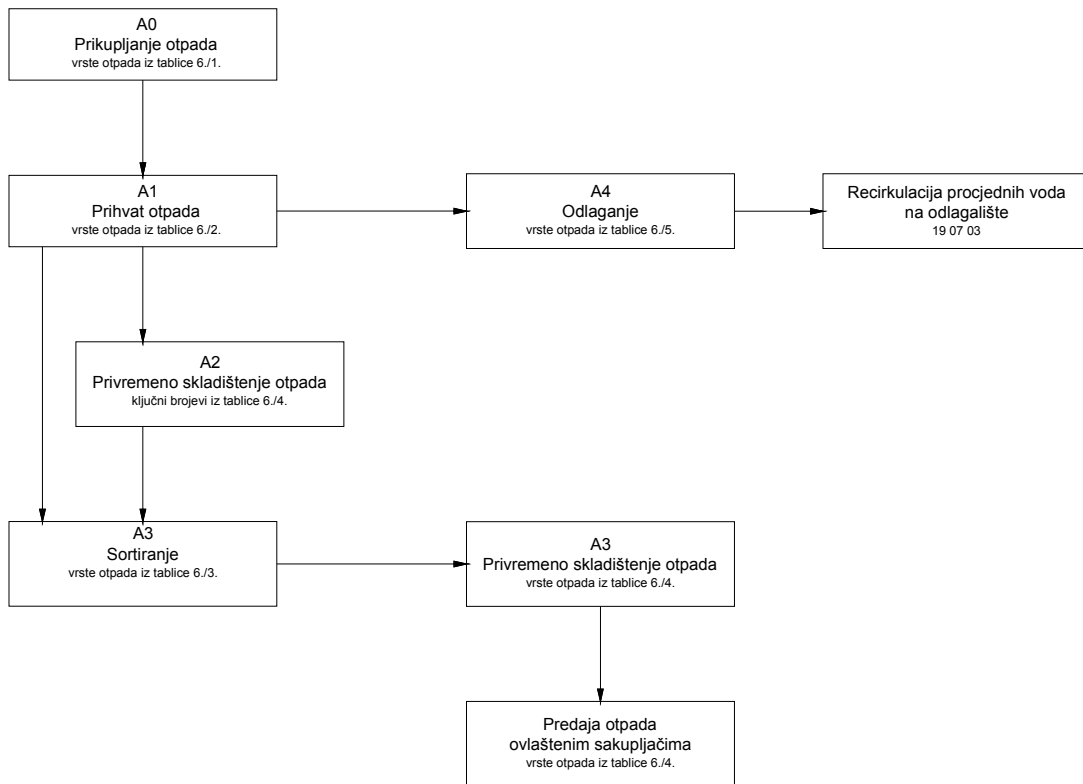 A0
Prikupljanje otpada
vrste otpada iz tablice 6./1.
A1
Prihvat otpada
vrste otpada iz tablice 6./2.
A4
Odlaganje
vrste otpada iz tablice 6./5.
Recirkulacija procjednih voda
na odlagalište
19 07 03
A2
Privremeno skladištenje otpada
ključni brojevi iz tablice 6./4.
A3
Sortiranje
vrste otpada iz tablice 6./3.
A3
Privremeno skladištenje otpada
vrste otpada iz tablice 6./4.
Predaja otpada
ovlaštenim sakupljačima
vrste otpada iz tablice 6./4.